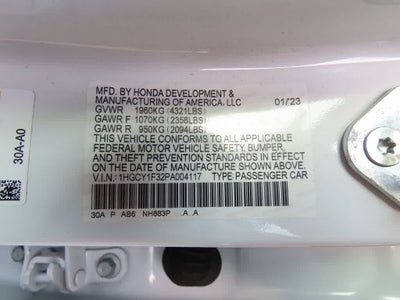 MFD. BY HONDA DEVELOPMENT &
MANUFACTURING OF AMERICA, LLC 01/23
GVWR 1960KG (4321LBS)
GAWR F 1070KG (2358LBS)
GAWR R 950KG (2094LBS)
THIS VEHICLE CONFORMS TO ALL APPLICABLE
FEDERAL MOTOR VEHICLE SAFETY, BUMPER,
AND THEFT PREVENTION STANDARDS IN EFFECT
ON THE DATE OF MANUFACTURE SHOWN ABOVE.
V.I.N.: 1HGCY1F32PA004117 TYPE PASSENGER CAR
30A P AB6 NH883P A A
30A-A0